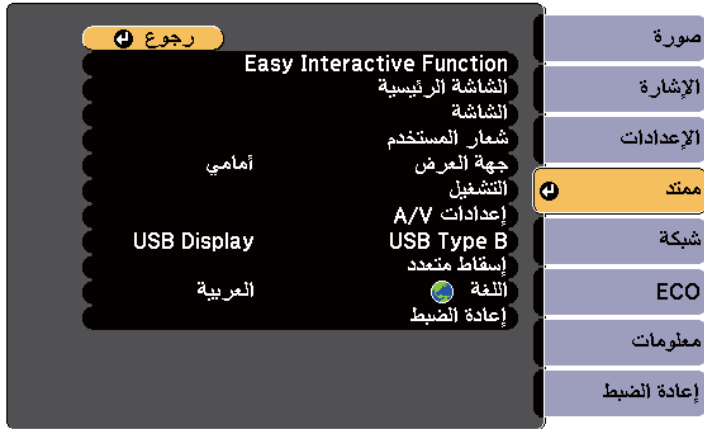 صورة
الإشارة
الإعدادات
ممتد
شبكة
ECO
معلومات
إعادة الضبط
رجوع
Easy Interactive Function
الشاشة الرئيسية
الشاشة
شعار المستخدم
جهة العرض أمامي
التشغيل
إعدادات A/V
USB Type B USB Display
إسقاط متعدد
اللغة العربية
إعادة الضبط